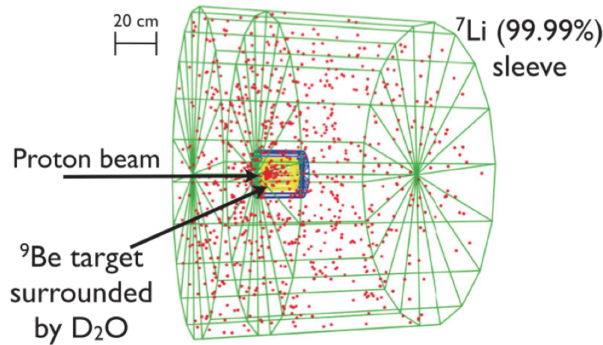 20 cm
⁷Li (99.99%)
sleeve
Proton beam
⁹Be target
surrounded
by D₂O